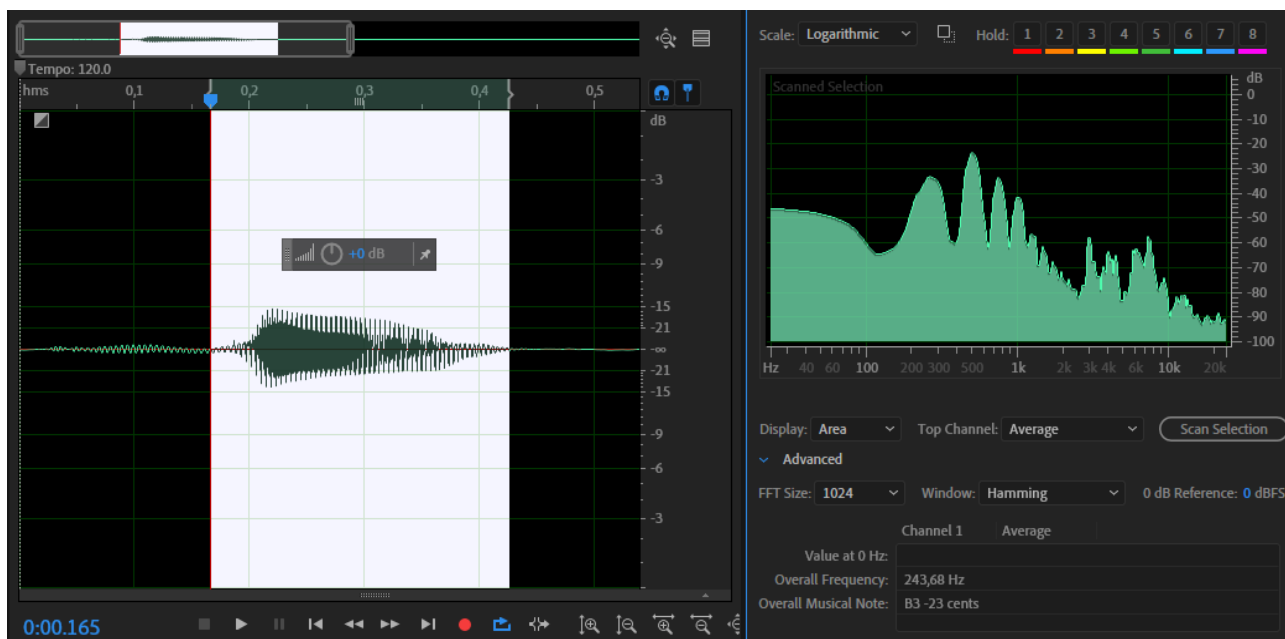 Tempo: 120.0
hms 0,1 0,2 0,3 0,4 0,5
dB
-3
-6
-9
-15
-21
-∞
-21
-15
-9
-6
-3
+0 dB
0:00.165
Scale: Logarithmic Hold: 1 2 3 4 5 6 7 8
Scanned Selection
dB
0
-10
-20
-30
-40
-50
-60
-70
-80
-90
-100
Hz 40 60 100 200 300 500 1k 2k 3k 4k 6k 10k 20k
Display: Area Top Channel: Average Scan Selection
Advanced
FFT Size: 1024 Window: Hamming 0 dB Reference: 0 dBFS
Channel 1 Average
Value at 0 Hz:
Overall Frequency: 243,68 Hz
Overall Musical Note: B3 -23 cents